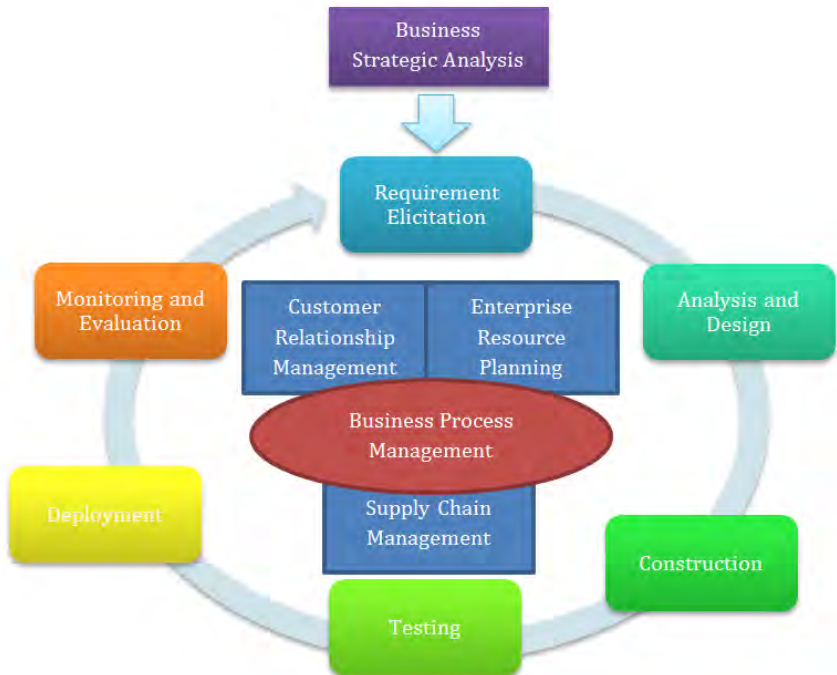 Business
Strategic Analysis
Requirement
Elicitation
Monitoring and
Evaluation
Customer
Relationship
Management
Enterprise
Resource
Planning
Analysis and
Design
Business Process
Management
Deployment
Supply Chain
Management
Construction
Testing